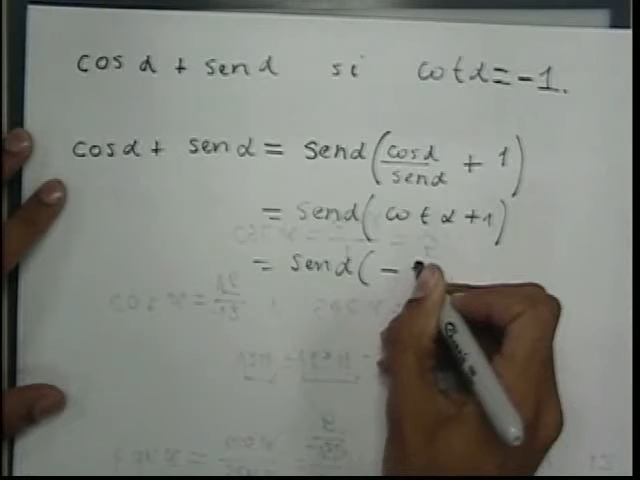 cos α + sen α si cot α = -1.
cos α + sen α = sen α ( cos α / sen α + 1 )
= sen α ( cot α + 1 )
= sen α ( -